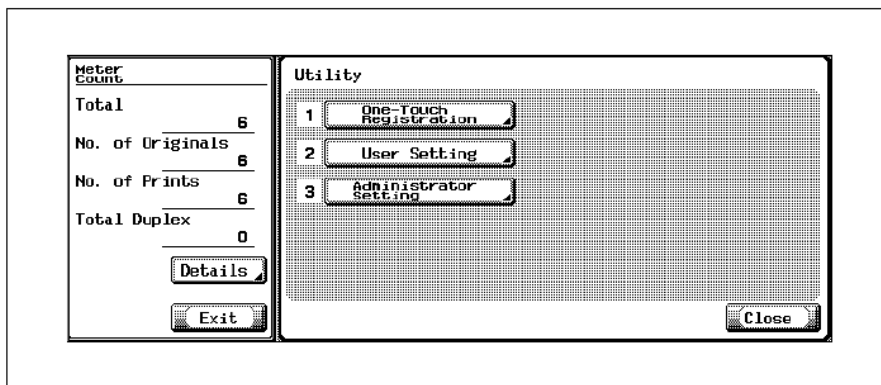 Meter
Count
Total
6
No. of Originals
6
No. of Prints
6
Total Duplex
0
Details
Exit
Utility
1 One-Touch
Registration
2 User Setting
3 Administrator
Setting
Close